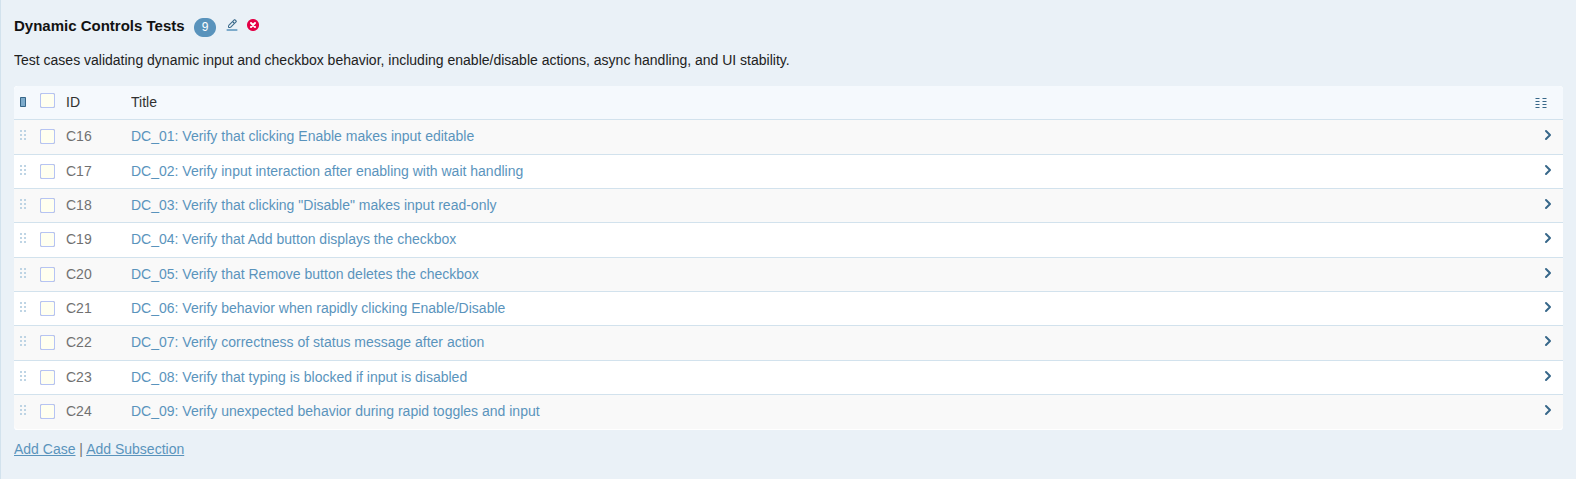 Dynamic Controls Tests 9
Test cases validating dynamic input and checkbox behavior, including enable/disable actions, async handling, and UI stability.
ID Title
C16 DC_01: Verify that clicking Enable makes input editable
C17 DC_02: Verify input interaction after enabling with wait handling
C18 DC_03: Verify that clicking "Disable" makes input read-only
C19 DC_04: Verify that Add button displays the checkbox
C20 DC_05: Verify that Remove button deletes the checkbox
C21 DC_06: Verify behavior when rapidly clicking Enable/Disable
C22 DC_07: Verify correctness of status message after action
C23 DC_08: Verify that typing is blocked if input is disabled
C24 DC_09: Verify unexpected behavior during rapid toggles and input
Add Case | Add Subsection